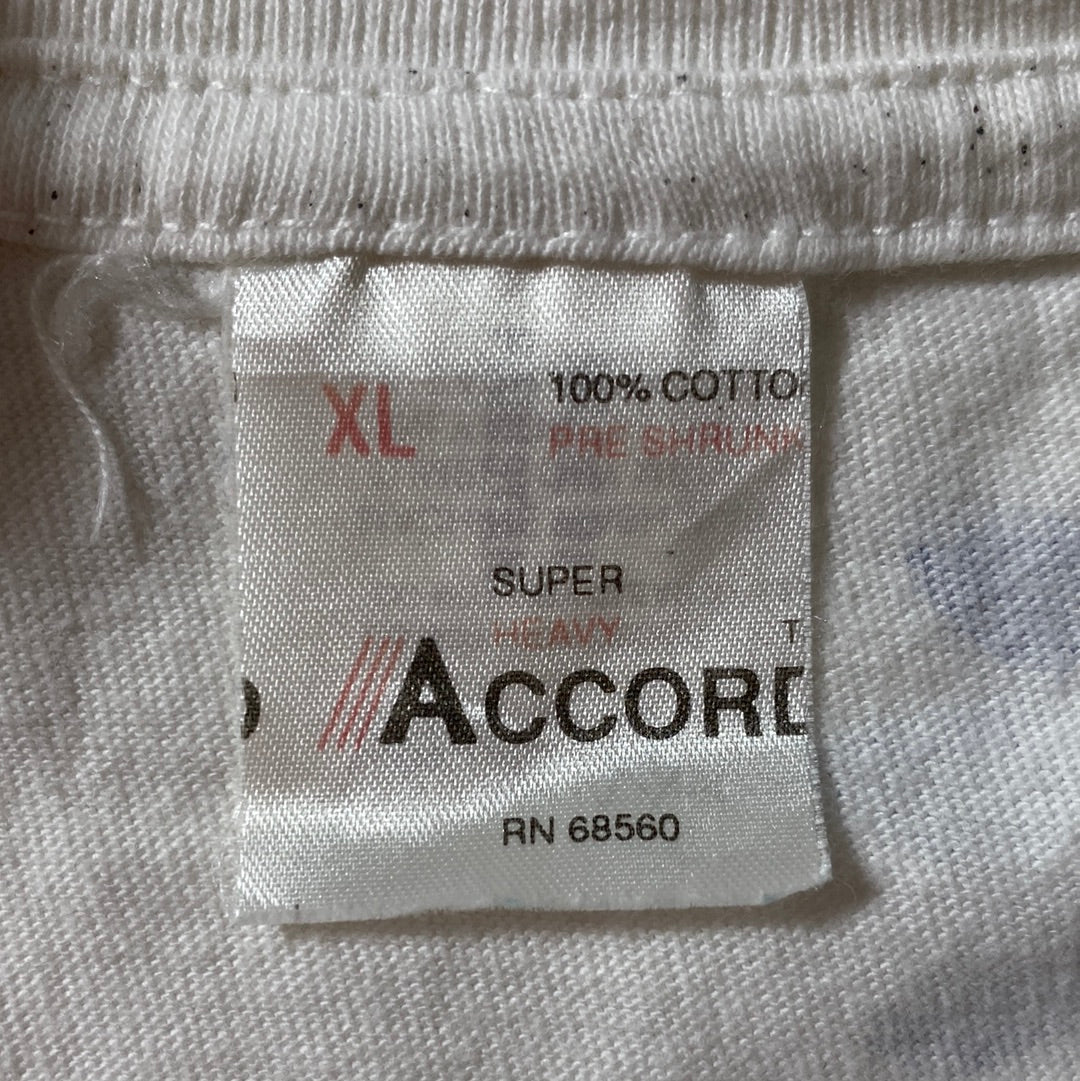 XL
100% COTTO
PRE SHRUNK
SUPER
HEAVY
T
ACCORD
RN 68560